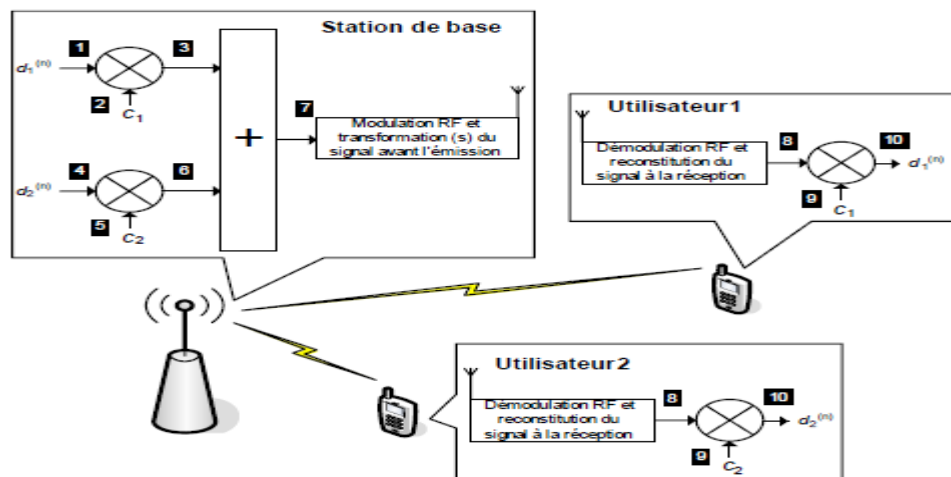 Station de base
1
3
d₁⁽ⁿ⁾
2
C₁
4
6
d₂⁽ⁿ⁾
5
C₂
+
7
Modulation RF et
transformation (s) du
signal avant l'émission
Utilisateur1
Démodulation RF et
reconstitution du
signal à la réception
8
10
d₁⁽ⁿ⁾
9
C₁
Utilisateur2
Démodulation RF et
reconstitution du
signal à la réception
8
10
d₂⁽ⁿ⁾
9
C₂